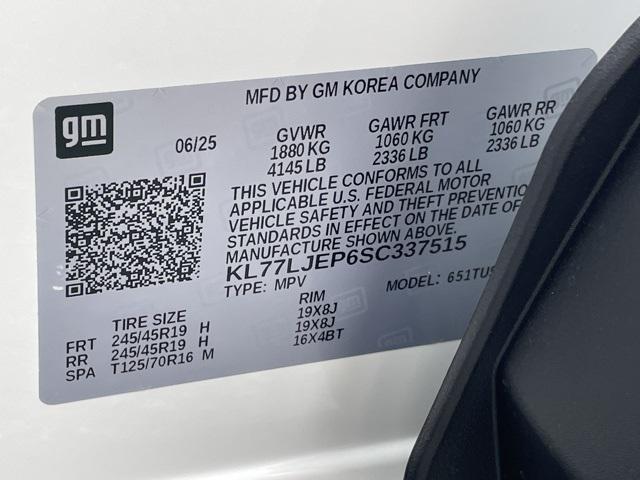 MFD BY GM KOREA COMPANY
gm
06/25
GVWR
1880 KG
4145 LB
GAWR FRT
1060 KG
2336 LB
GAWR RR
1060 KG
2336 LB
THIS VEHICLE CONFORMS TO ALL
APPLICABLE U.S. FEDERAL MOTOR
VEHICLE SAFETY AND THEFT PREVENTION
STANDARDS IN EFFECT ON THE DATE OF
MANUFACTURE SHOWN ABOVE.
KL77LJEP6SC337515
TYPE: MPV MODEL:
TIRE SIZE RIM
FRT 245/45R19 H 19X8J
RR 245/45R19 H 19X8J
SPA T125/70R16 M 16X4BT